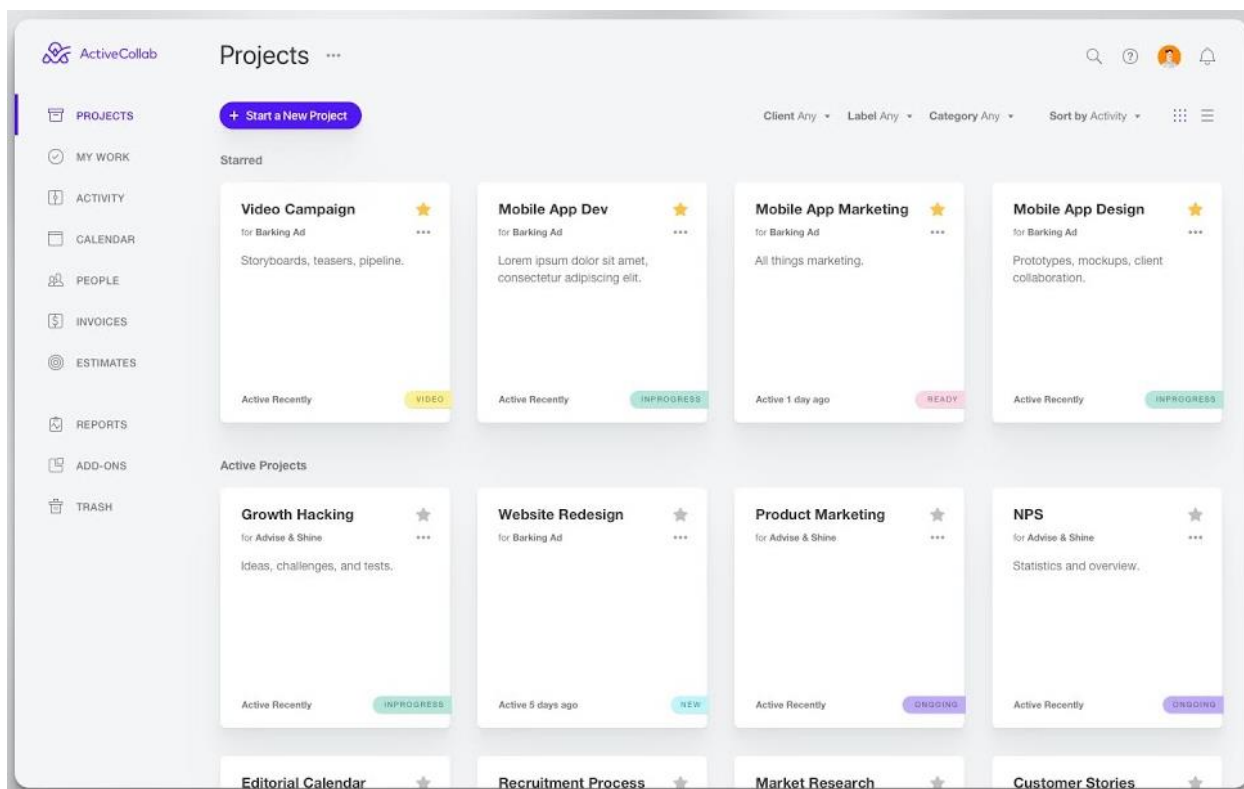 ActiveCollab
Projects
PROJECTS
MY WORK
ACTIVITY
CALENDAR
PEOPLE
INVOICES
ESTIMATES
REPORTS
ADD-ONS
TRASH
+ Start a New Project
Client Any
Label Any
Category Any
Sort by Activity
Starred
Video Campaign
for Barking Ad
Storyboards, teasers, pipeline.
Active Recently
VIDEO
Mobile App Dev
for Barking Ad
Lorem ipsum dolor sit amet,
consectetur adipiscing elit.
Active Recently
INPROGRESS
Mobile App Marketing
for Barking Ad
All things marketing.
Active 1 day ago
READY
Mobile App Design
for Barking Ad
Prototypes, mockups, client
collaboration.
Active Recently
INPROGRESS
Active Projects
Growth Hacking
for Advise & Shine
Ideas, challenges, and tests.
Active Recently
INPROGRESS
Website Redesign
for Barking Ad
Active 5 days ago
NEW
Product Marketing
for Advise & Shine
Active Recently
ONGOING
NPS
for Advise & Shine
Statistics and overview.
Active Recently
ONGOING
Editorial Calendar
Recruitment Process
Market Research
Customer Stories